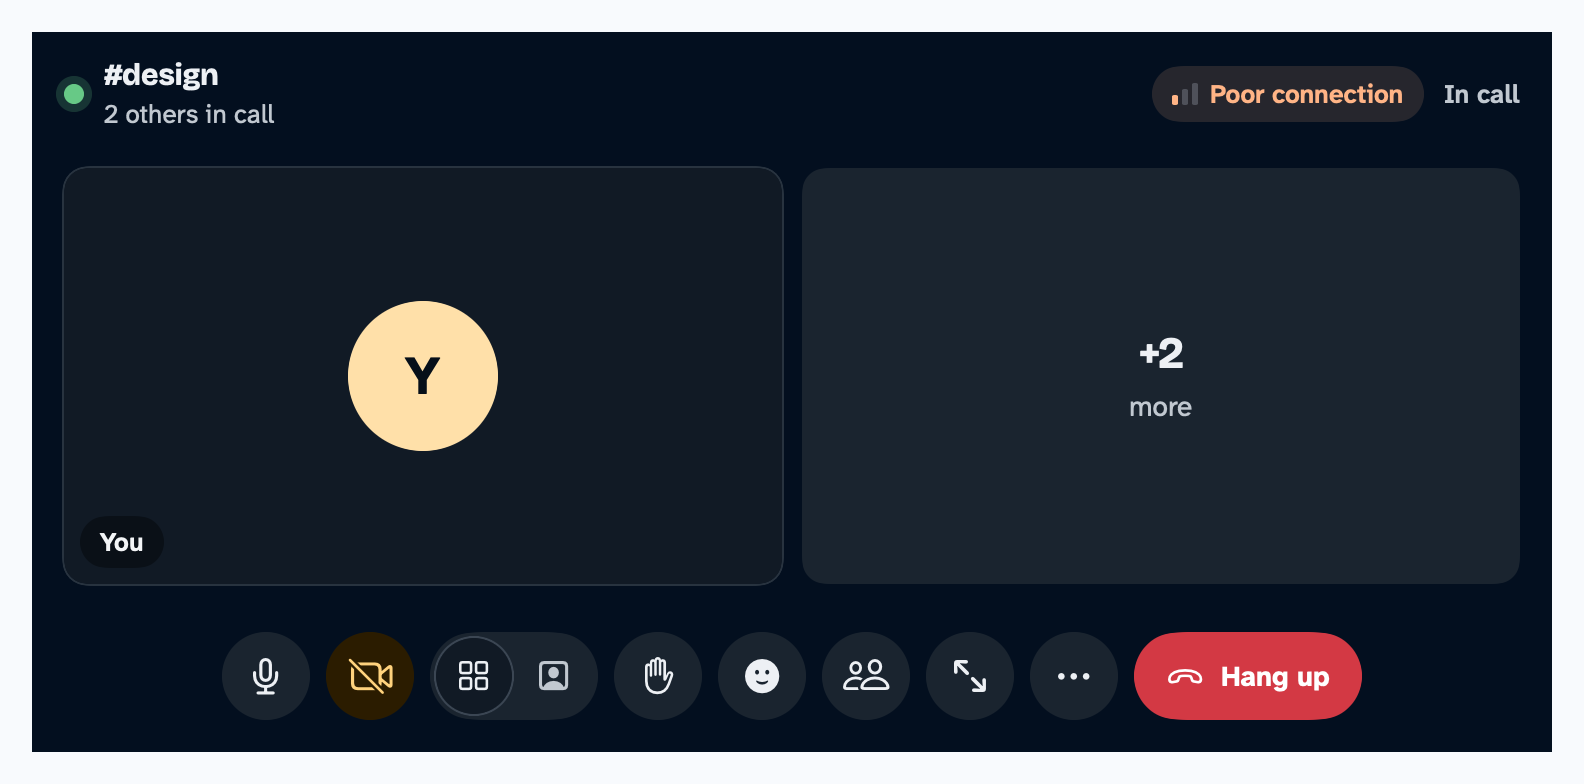 #design
2 others in call
Poor connection
In call
Y
You
+2
more
Hang up